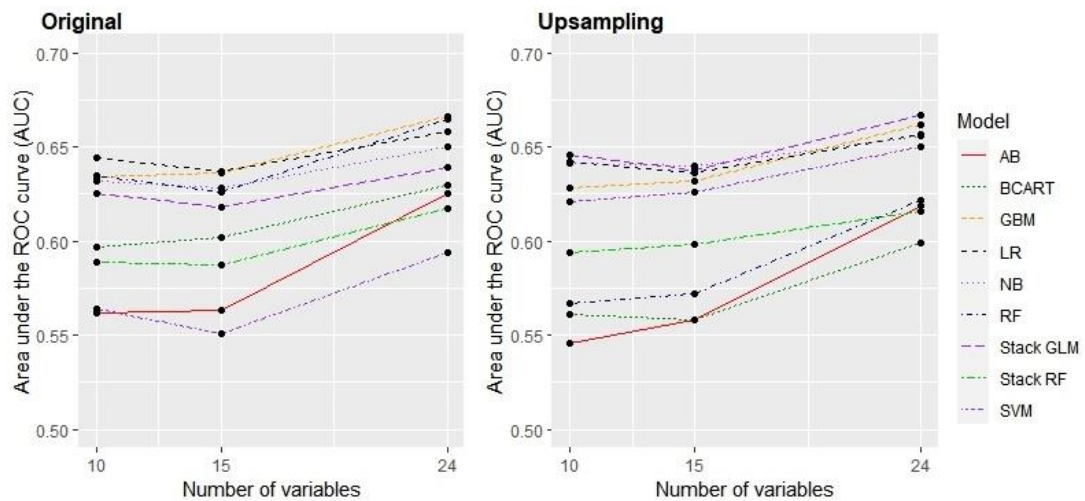 Original
Area under the ROC curve (AUC)
0.70
0.65
0.60
0.55
0.50
10
15
24
Number of variables
Upsampling
Area under the ROC curve (AUC)
0.70
0.65
0.60
0.55
0.50
10
15
24
Number of variables
Model
AB
BCART
GBM
LR
NB
RF
Stack GLM
Stack RF
SVM